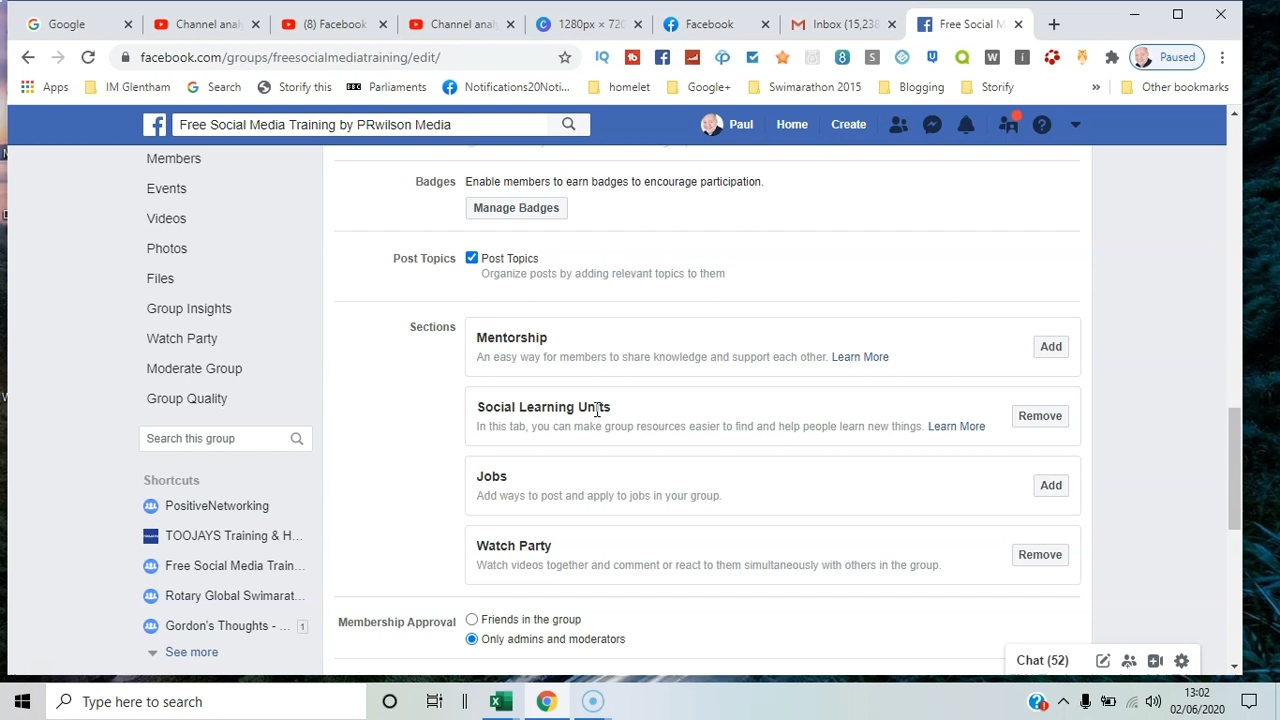 Google
Channel analy
(8) Facebook
Channel analy
1280px × 720
Facebook
Inbox (15,238
Free Social M
facebook.com/groups/freesocialmediatraining/edit/
Paused
Apps
IM Glentham
Search
Storify this
BBC
Parliaments
Notifications20Noti...
homelet
Google+
Swimarathon 2015
Blogging
Storify
»
Other bookmarks
Free Social Media Training by PRwilson Media
Paul
Home
Create
Members
Events
Videos
Photos
Files
Group Insights
Watch Party
Moderate Group
Group Quality
Search this group
Shortcuts
PositiveNetworking
TOOJAYS Training & H...
Free Social Media Train...
Rotary Global Swimarat...
Gordon's Thoughts - ... 1
See more
Badges
Enable members to earn badges to encourage participation.
Manage Badges
Post Topics
Post Topics
Organize posts by adding relevant topics to them
Sections
Mentorship
An easy way for members to share knowledge and support each other. Learn More
Add
Social Learning Units
In this tab, you can make group resources easier to find and help people learn new things. Learn More
Remove
Jobs
Add ways to post and apply to jobs in your group.
Add
Watch Party
Watch videos together and comment or react to them simultaneously with others in the group.
Remove
Membership Approval
Friends in the group
Only admins and moderators
Chat (52)
Type here to search
13:02
02/06/2020